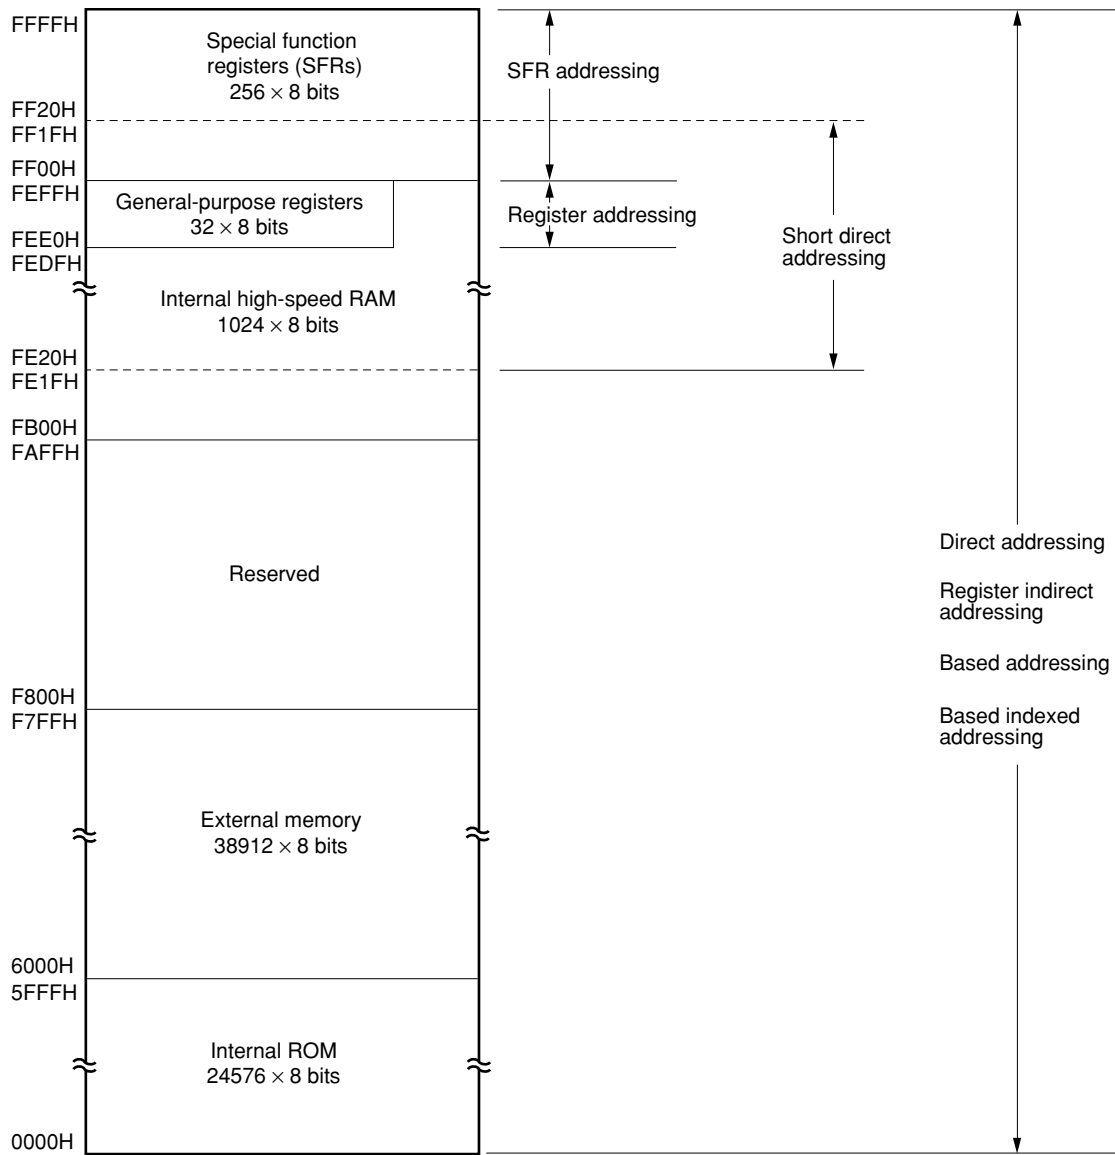 FFFFH
Special function
registers (SFRs)
256 × 8 bits
SFR addressing
FF20H
FF1FH
FF00H
FEFFH
General-purpose registers
32 × 8 bits
Register addressing
Short direct
addressing
FEE0H
FEDFH
Internal high-speed RAM
1024 × 8 bits
FE20H
FE1FH
FB00H
FAFFH
Reserved
Direct addressing
Register indirect
addressing
Based addressing
Based indexed
addressing
F800H
F7FFH
External memory
38912 × 8 bits
6000H
5FFFH
Internal ROM
24576 × 8 bits
0000H